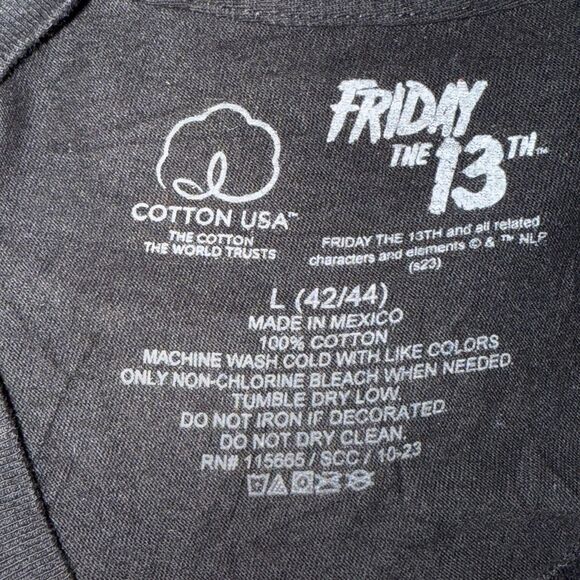 COTTON USA™
THE COTTON
THE WORLD TRUSTS
FRIDAY
THE 13TH™
FRIDAY THE 13TH and all related
characters and elements © & ™ NLP
(s23)
L (42/44)
MADE IN MEXICO
100% COTTON
MACHINE WASH COLD WITH LIKE COLORS
ONLY NON-CHLORINE BLEACH WHEN NEEDED
TUMBLE DRY LOW.
DO NOT IRON IF DECORATED.
DO NOT DRY CLEAN.
RN# 115665 / SCC / 10-23